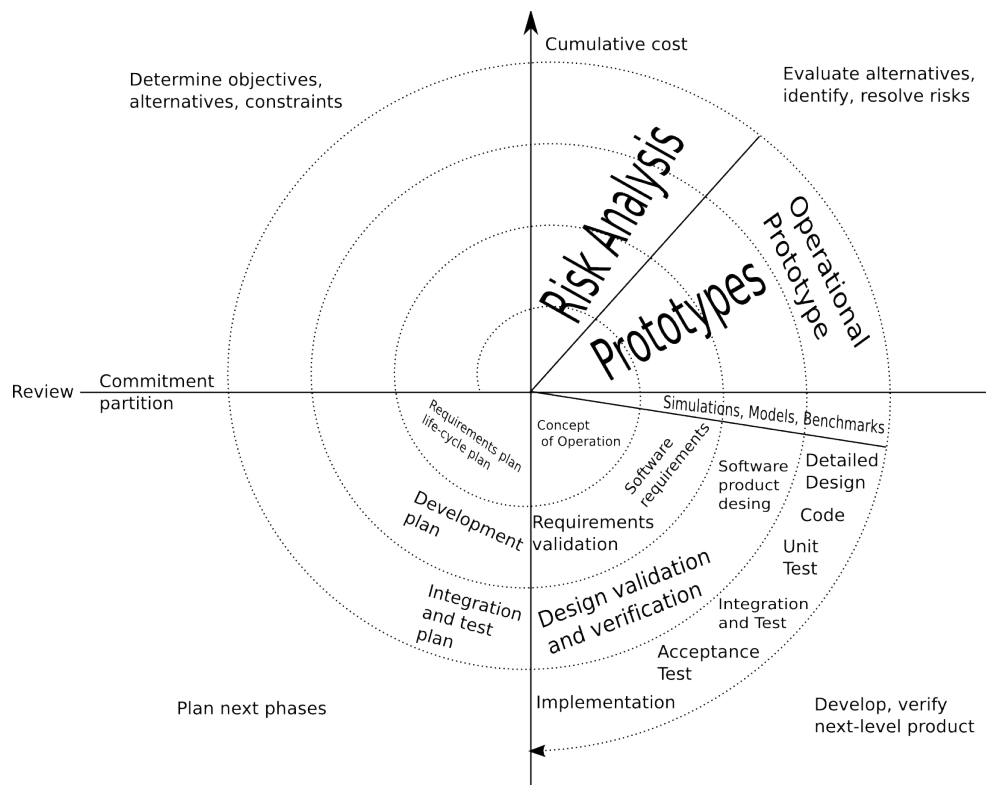 Cumulative cost
Determine objectives,
alternatives, constraints
Evaluate alternatives,
identify, resolve risks
Risk Analysis
Operational
Prototype
Prototypes
Review
Commitment
partition
Simulations, Models, Benchmarks
Requirements plan
life-cycle plan
Concept
of Operation
Software
requirements
Software
product
desing
Detailed
Design
Development
plan
Requirements
validation
Code
Unit
Test
Integration
and test
plan
Design validation
and verification
Integration
and Test
Acceptance
Test
Implementation
Plan next phases
Develop, verify
next-level product